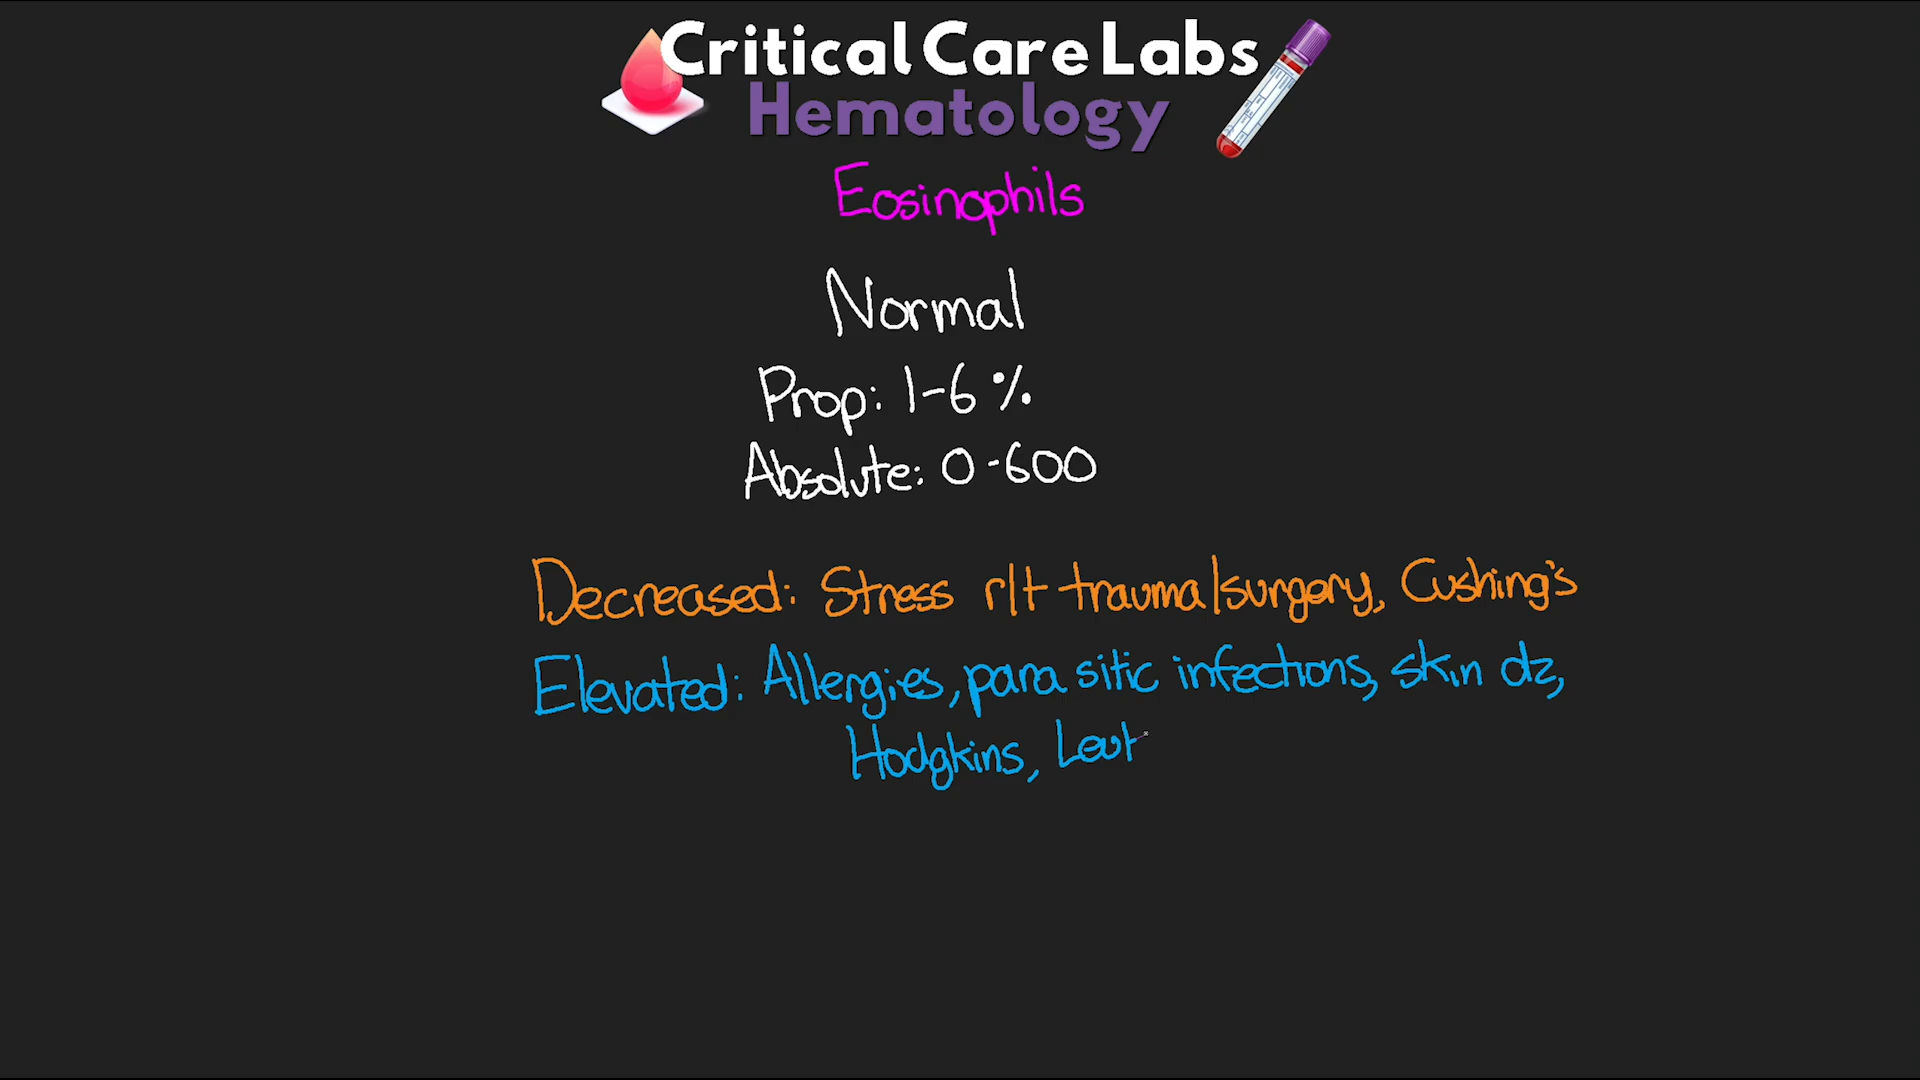 Critical Care Labs
Hematology
Eosinophils
Normal
Prop: 1-6%
Absolute: 0-600
Decreased: Stress r/t trauma/surgery, Cushing's
Elevated: Allergies, parasitic infections, skin dz,
Hodgkins,